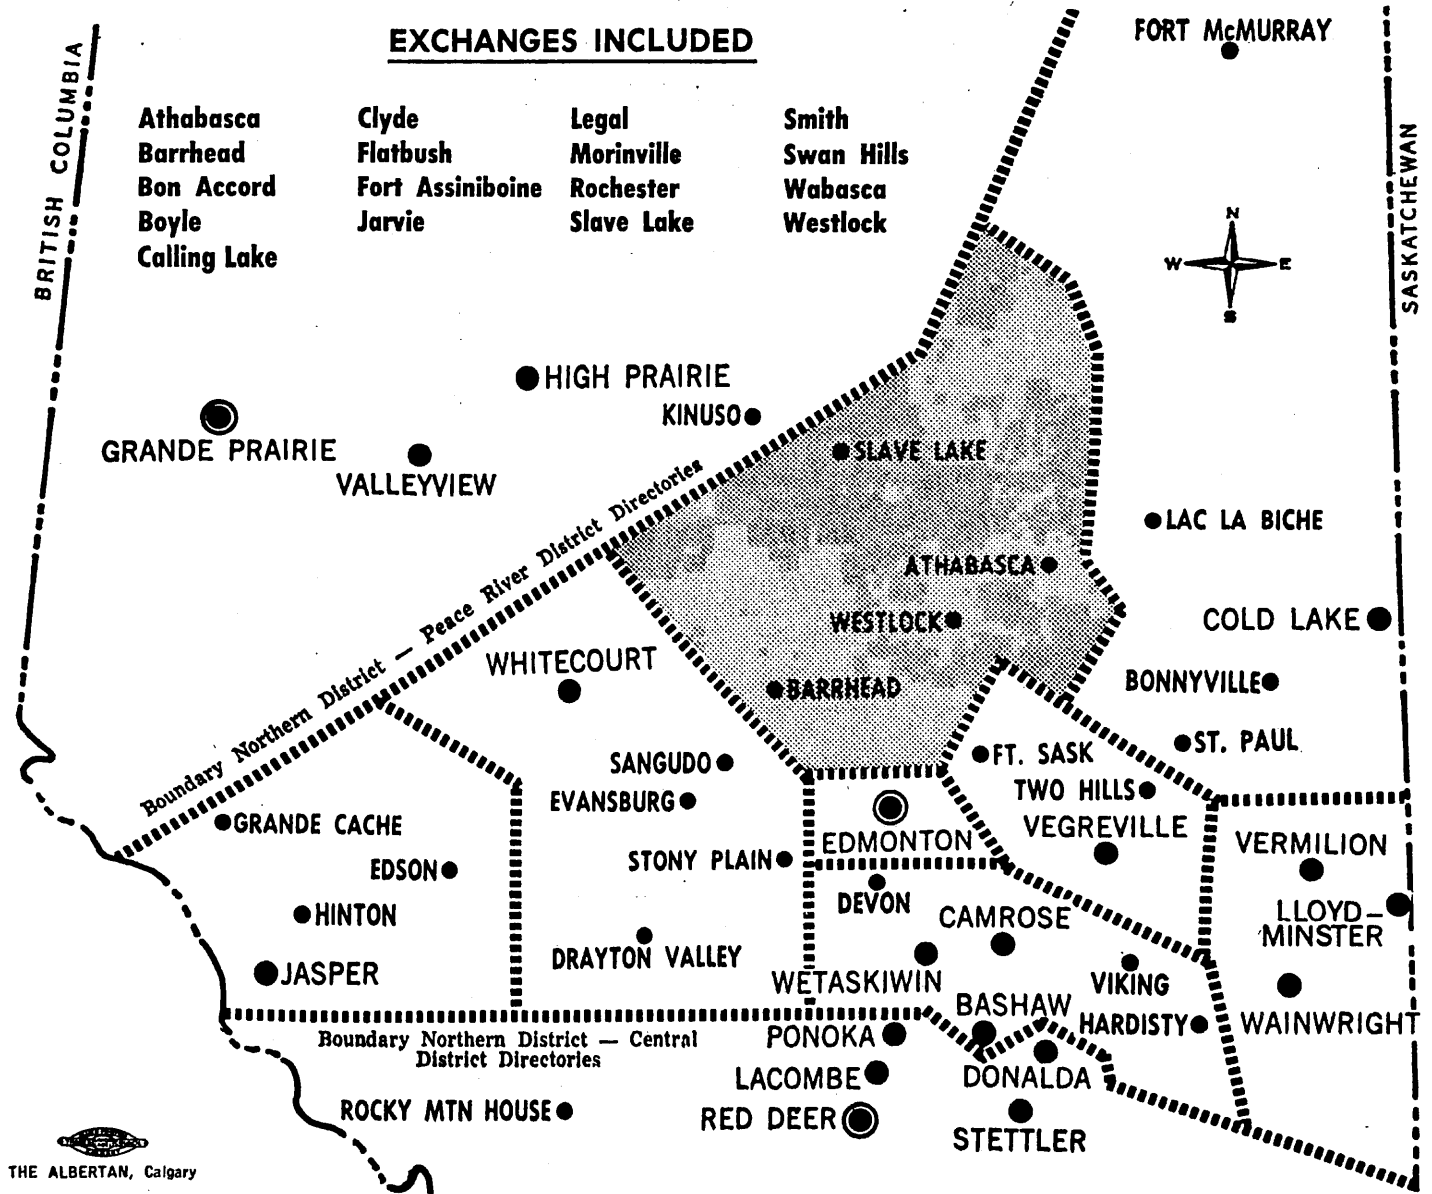 EXCHANGES INCLUDED
Athabasca
Barrhead
Bon Accord
Boyle
Calling Lake
Clyde
Flatbush
Fort Assiniboine
Jarvie
Legal
Morinville
Rochester
Slave Lake
Smith
Swan Hills
Wabasca
Westlock
BRITISH COLUMBIA
FORT McMURRAY
SASKATCHEWAN
N
W E
S
HIGH PRAIRIE
KINUSO
GRANDE PRAIRIE
VALLEYVIEW
SLAVE LAKE
Boundary Northern District — Peace River District Directories
LAC LA BICHE
ATHABASCA
WESTLOCK
COLD LAKE
WHITECOURT
BARRHEAD
BONNYVILLE
ST. PAUL
SANGUDO
FT. SASK
EVANSBURG
TWO HILLS
GRANDE CACHE
EDMONTON
VEGREVILLE
VERMILION
STONY PLAIN
EDSON
DEVON
HINTON
CAMROSE
LLOYD-
MINSTER
DRAYTON VALLEY
JASPER
WETASKIWIN
VIKING
BASHAW
HARDISTY
WAINWRIGHT
Boundary Northern District — Central
District Directories
PONOKA
LACOMBE
DONALDA
ROCKY MTN HOUSE
RED DEER
STETTLER
THE ALBERTAN, Calgary